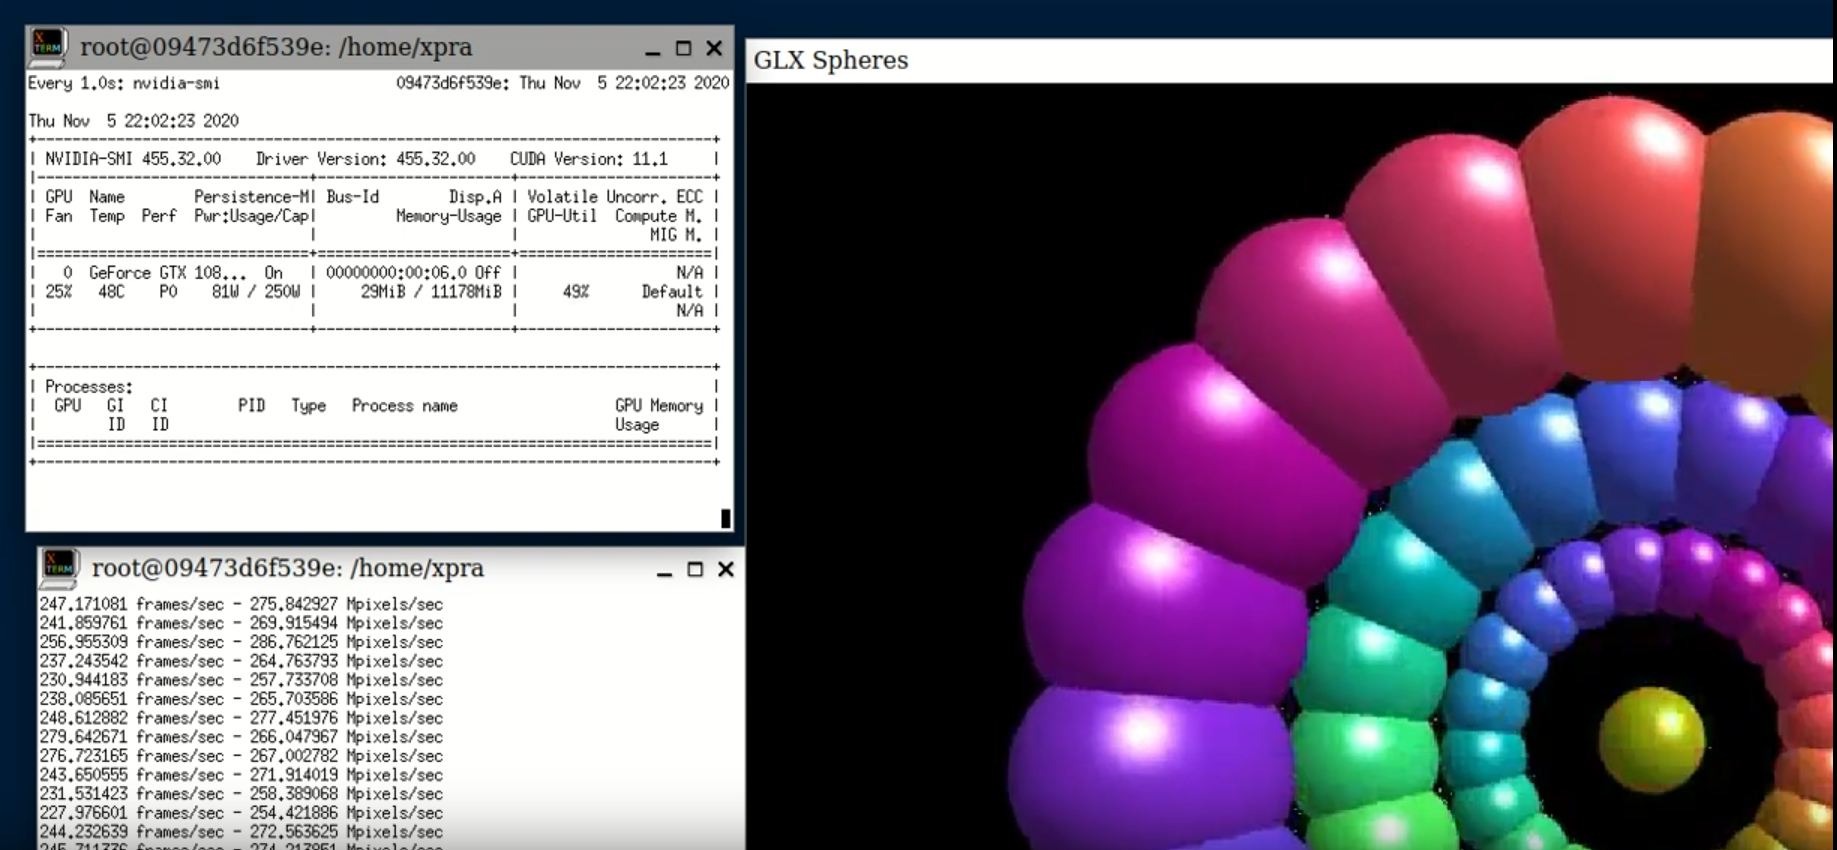 root@09473d6f539e: /home/xpra
Every 1.0s: nvidia-smi 09473d6f539e: Thu Nov 5 22:02:23 2020
Thu Nov 5 22:02:23 2020
NVIDIA-SMI 455.32.00 Driver Version: 455.32.00 CUDA Version: 11.1
GPU Name Persistence-M| Bus-Id Disp.A | Volatile Uncorr. ECC |
Fan Temp Perf Pwr:Usage/Cap| Memory-Usage | GPU-Util Compute M. |
MIG M. |
0 GeForce GTX 108... On | 00000000:00:06.0 Off | N/A |
25% 48C P0 81W / 250W | 29MiB / 11178MiB | 49% Default |
N/A |
Processes:
GPU GI CI PID Type Process name GPU Memory
ID ID Usage
root@09473d6f539e: /home/xpra
247.171081 frames/sec - 275.842927 Mpixels/sec
241.859761 frames/sec - 269.915494 Mpixels/sec
256.955309 frames/sec - 286.762125 Mpixels/sec
237.243542 frames/sec - 264.763793 Mpixels/sec
230.944183 frames/sec - 257.733708 Mpixels/sec
238.085651 frames/sec - 265.703586 Mpixels/sec
248.612882 frames/sec - 277.451976 Mpixels/sec
279.642671 frames/sec - 266.047967 Mpixels/sec
276.723165 frames/sec - 267.002782 Mpixels/sec
243.650555 frames/sec - 271.914019 Mpixels/sec
231.531423 frames/sec - 258.389068 Mpixels/sec
227.976601 frames/sec - 254.421886 Mpixels/sec
244.232639 frames/sec - 272.563625 Mpixels/sec
frames/sec - Mpixels/sec
GLX Spheres